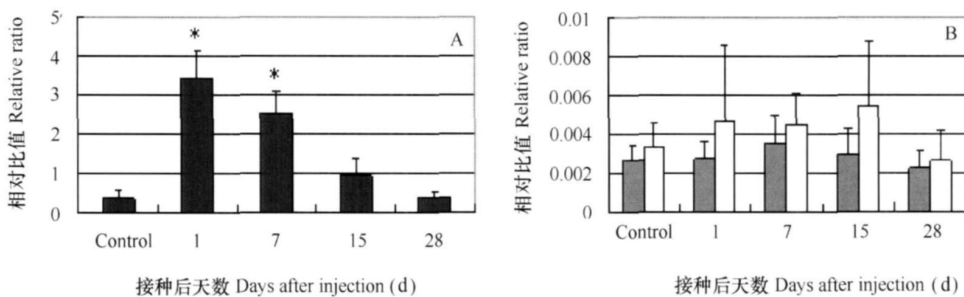 5
4
3
2
1
0
相对比值 Relative ratio
A
*
*
Control 1 7 15 28
接种后天数 Days after injection (d)
0.01
0.008
0.006
0.004
0.002
0
相对比值 Relative ratio
B
Control 1 7 15 28
接种后天数 Days after injection (d)